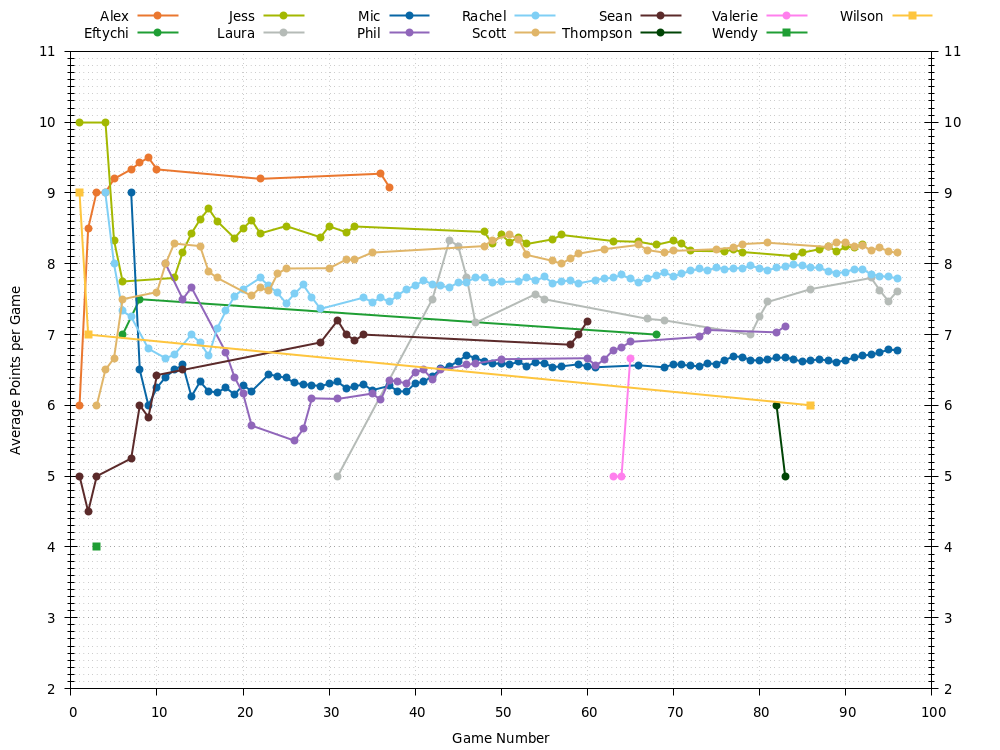 Alex Jess Mic Rachel Sean Valerie Wilson
Eftychi Laura Phil Scott Thompson Wendy
11 11
10 10
9 9
8 8
7 7
6 6
5 5
4 4
3 3
2 2
0 10 20 30 40 50 60 70 80 90 100
Average Points per Game
Game Number